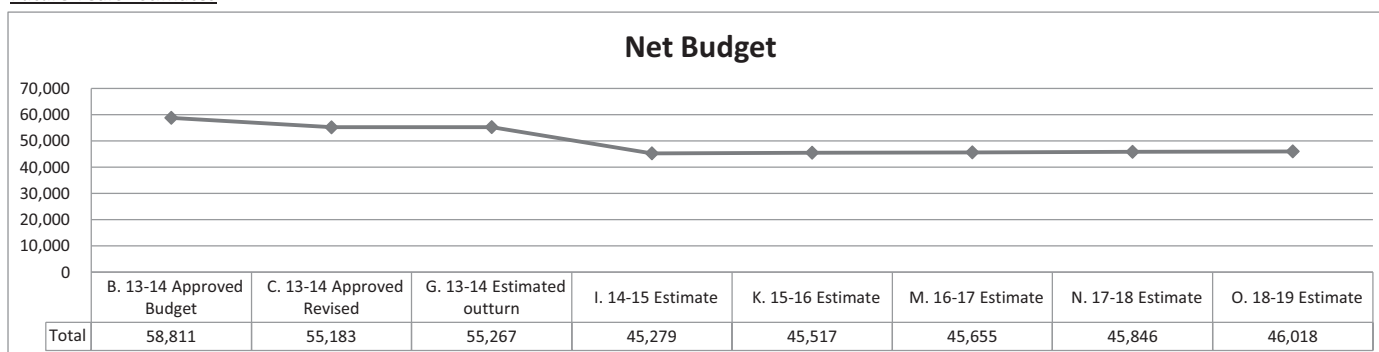 Net Budget
70,000
60,000
50,000
40,000
30,000
20,000
10,000
0
B. 13-14 Approved Budget C. 13-14 Approved Revised G. 13-14 Estimated outturn I. 14-15 Estimate K. 15-16 Estimate M. 16-17 Estimate N. 17-18 Estimate O. 18-19 Estimate
Total 58,811 55,183 55,267 45,279 45,517 45,655 45,846 46,018